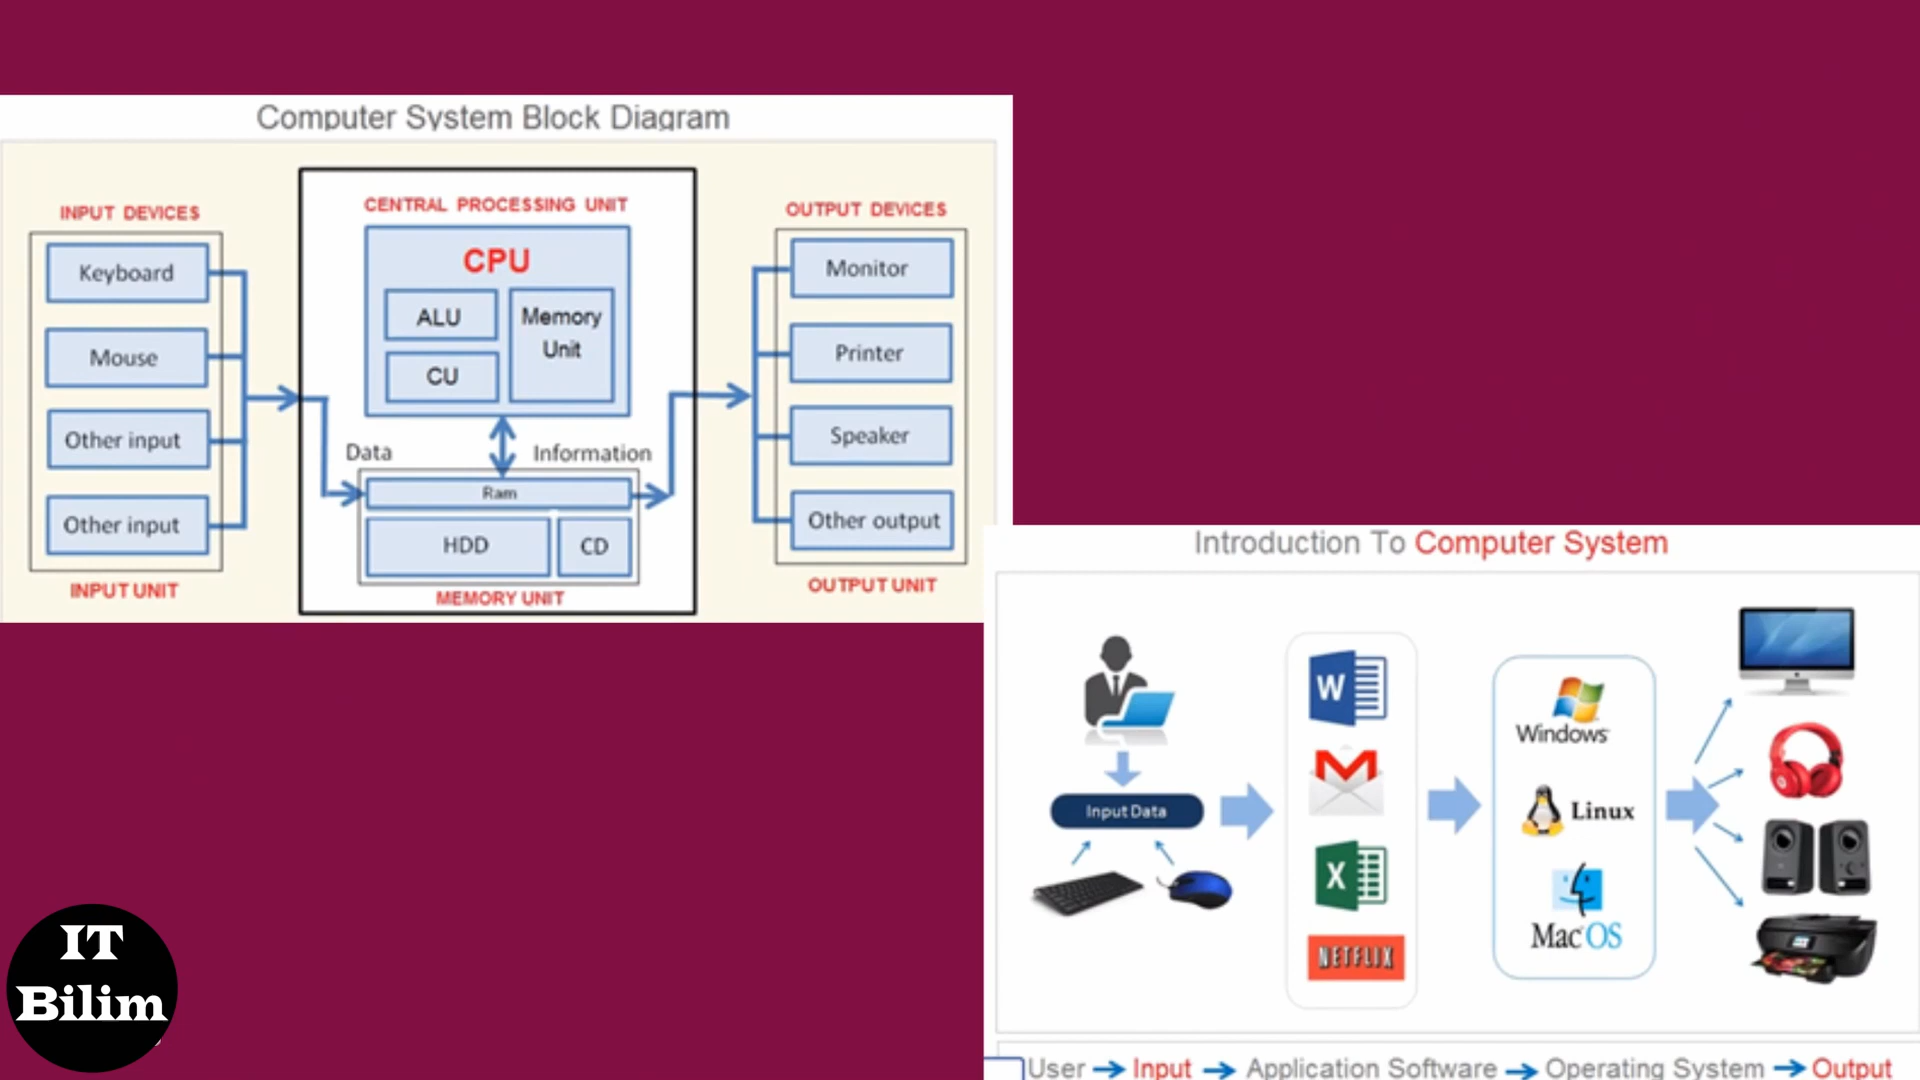 Computer System Block Diagram
INPUT DEVICES
Keyboard
Mouse
Other input
Other input
INPUT UNIT
CENTRAL PROCESSING UNIT
CPU
ALU
CU
Memory
Unit
Data
Information
Ram
HDD
CD
MEMORY UNIT
OUTPUT DEVICES
Monitor
Printer
Speaker
Other output
OUTPUT UNIT
Introduction To Computer System
Input Data
W
X
NETFLIX
Windows
Linux
Mac OS
User → Input → Application Software → Operating System → Output
IT
Bilim